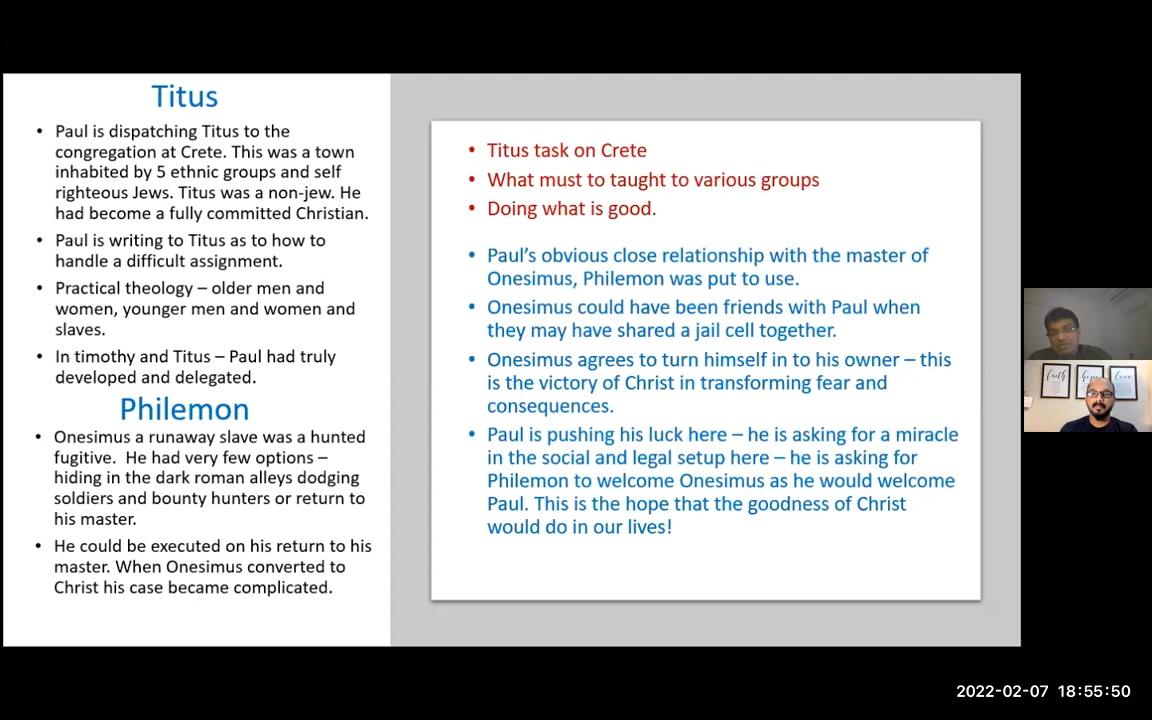 Titus
• Paul is dispatching Titus to the
congregation at Crete. This was a town
inhabited by 5 ethnic groups and self
righteous Jews. Titus was a non-jew. He
had become a fully committed Christian.
• Paul is writing to Titus as to how to
handle a difficult assignment.
• Practical theology – older men and
women, younger men and women and
slaves.
• In timothy and Titus – Paul had truly
developed and delegated.
Philemon
• Onesimus a runaway slave was a hunted
fugitive. He had very few options –
hiding in the dark roman alleys dodging
soldiers and bounty hunters or return to
his master.
• He could be executed on his return to his
master. When Onesimus converted to
Christ his case became complicated.
• Titus task on Crete
• What must to taught to various groups
• Doing what is good.
• Paul’s obvious close relationship with the master of
Onesimus, Philemon was put to use.
• Onesimus could have been friends with Paul when
they may have shared a jail cell together.
• Onesimus agrees to turn himself in to his owner – this
is the victory of Christ in transforming fear and
consequences.
• Paul is pushing his luck here – he is asking for a miracle
in the social and legal setup here – he is asking for
Philemon to welcome Onesimus as he would welcome
Paul. This is the hope that the goodness of Christ
would do in our lives!
faith
hope
love
2022-02-07 18:55:50